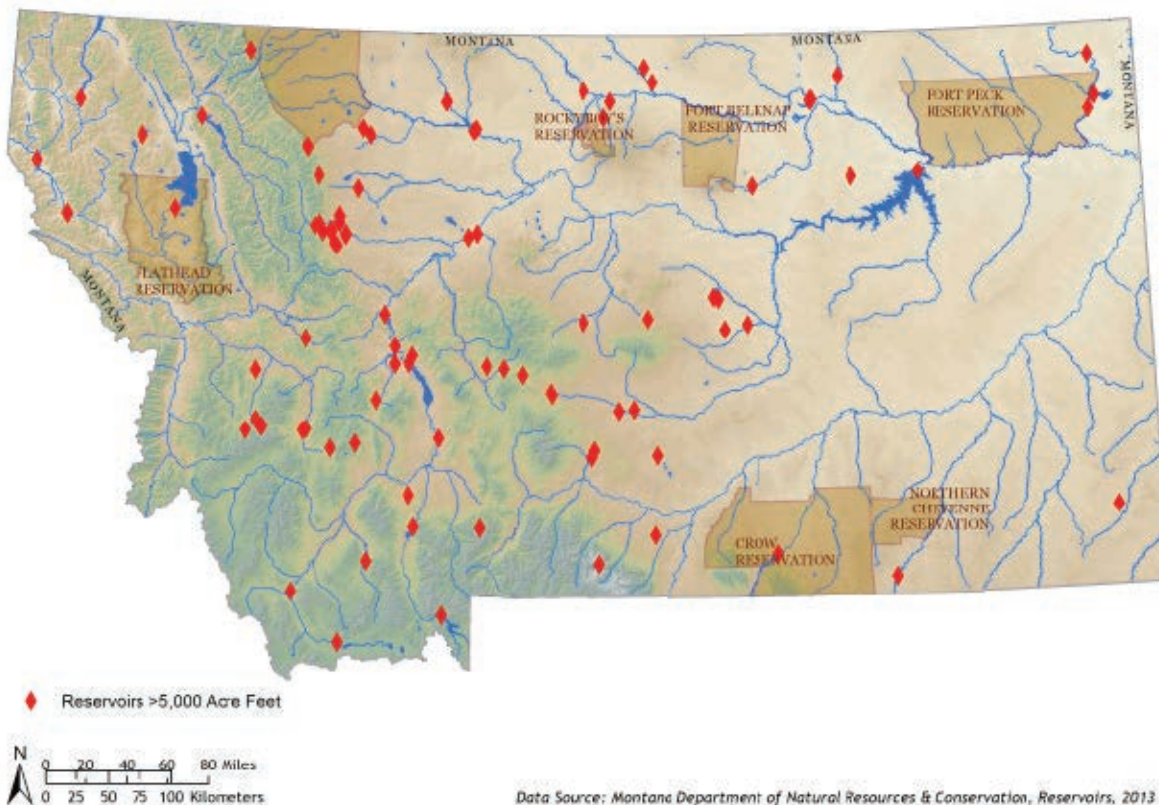 MONTANA
MONTANA
MONTANA
FORT PECK
RESERVATION
ROCKY BOY'S
RESERVATION
FORT BELKNAP
RESERVATION
FLATHEAD
RESERVATION
MONTANA
NORTHERN
CHEYENNE
RESERVATION
CROW
RESERVATION
Reservoirs >5,000 Acre Feet
N
0 20 40 60 80 Miles
0 25 50 75 100 Kilometers
Data Source: Montana Department of Natural Resources & Conservation, Reservoirs, 2013